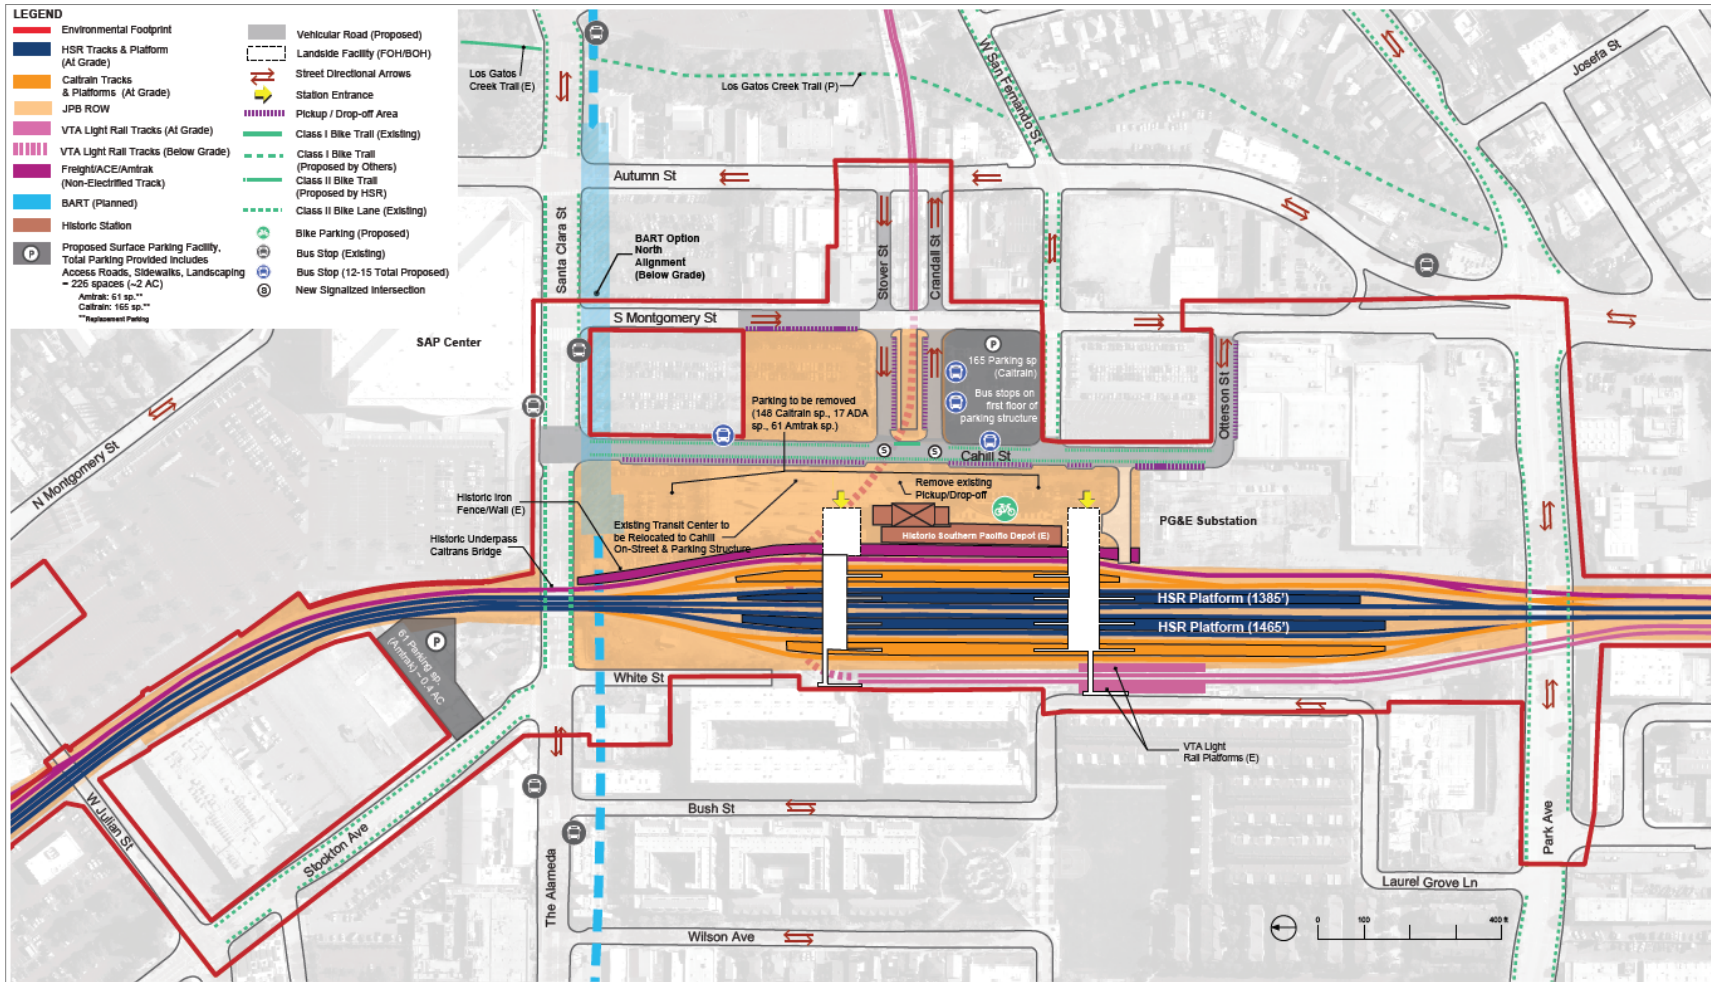 LEGEND
Environmental Footprint
HSR Tracks & Platform
(At Grade)
Caltrain Tracks
& Platforms (At Grade)
JPB ROW
VTA Light Rail Tracks (At Grade)
VTA Light Rail Tracks (Below Grade)
Freight/ACE/Amtrak
(Non-Electrified Track)
BART (Planned)
Historic Station
P
Proposed Surface Parking Facility,
Total Parking Provided Includes
Access Roads, Sidewalks, Landscaping
= 226 spaces (~2 AC)
Amtrak: 61 sp.**
Caltrain: 165 sp.**
**Replacement Parking
Vehicular Road (Proposed)
Landside Facility (FOH/BOH)
Street Directional Arrows
Station Entrance
Pickup / Drop-off Area
Class I Bike Trail (Existing)
Class I Bike Trail
(Proposed by Others)
Class II Bike Trail
(Proposed by HSR)
Class II Bike Lane (Existing)
Bike Parking (Proposed)
Bus Stop (Existing)
Bus Stop (12-15 Total Proposed)
S
New Signalized Intersection
Los Gatos
Creek Trail (E)
Los Gatos Creek Trail (P)
W San Fernando St
Josefa St
Autumn St
Santa Clara St
BART Option
North
Alignment
(Below Grade)
Stover St
Crandall St
S Montgomery St
SAP Center
P
165 Parking sp
(Caltrain)
Bus stops on
first floor of
parking structure
Otterson St
Parking to be removed
(148 Caltrain sp., 17 ADA
sp., 61 Amtrak sp.)
S
S
Cahill St
N Montgomery St
Remove existing
Pickup/Drop-off
Historic Iron
Fence/Wall (E)
Existing Transit Center to
be Relocated to Cahill
On-Street & Parking Structure
Historic Southern Pacific Depot (E)
PG&E Substation
Historic Underpass
Caltrans Bridge
HSR Platform (1385')
HSR Platform (1465')
P
61 Parking sp.
(Amtrak) ~ 0.4 AC
White St
VTA Light
Rail Platforms (E)
W Julian St
Stockton Ave
The Alameda
Bush St
Park Ave
Laurel Grove Ln
Wilson Ave
0 100 400 ft